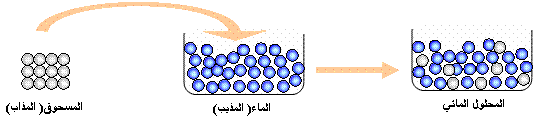 المحلول المائي
الماء( المذيب)
المسحوق( المذاب)